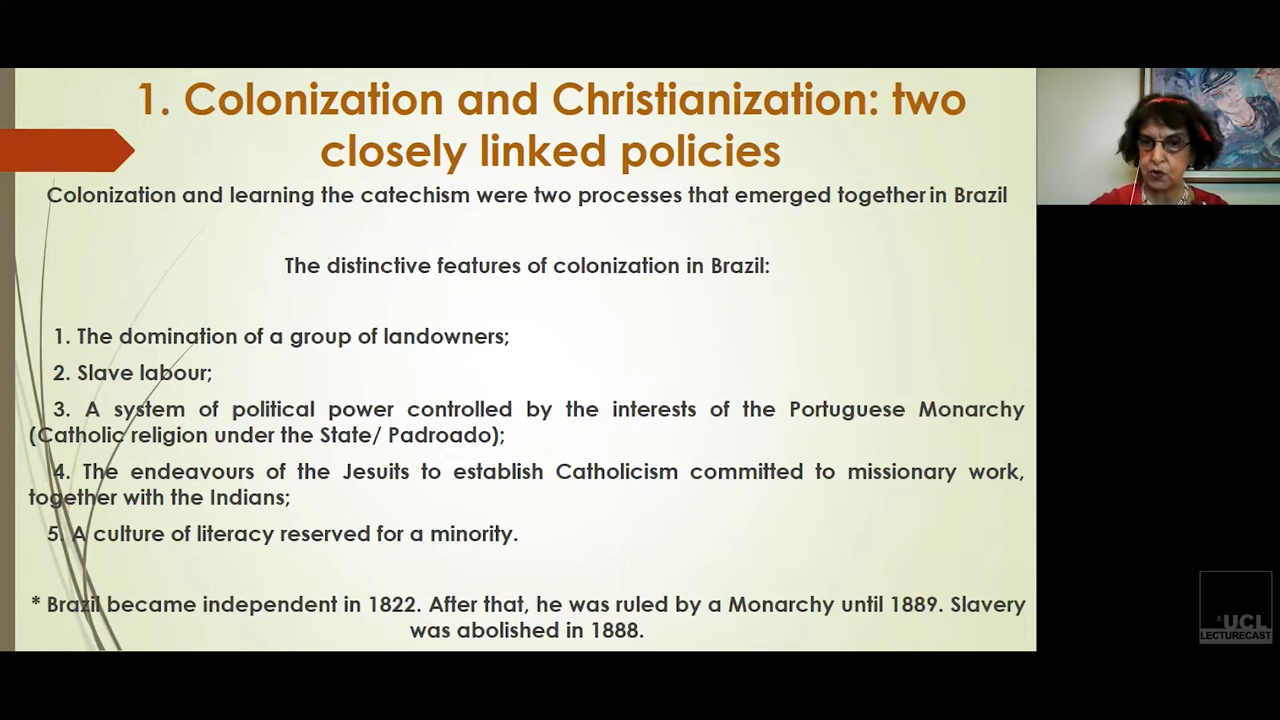 1. Colonization and Christianization: two
closely linked policies
Colonization and learning the catechism were two processes that emerged together in Brazil
The distinctive features of colonization in Brazil:
1. The domination of a group of landowners;
2. Slave labour;
3. A system of political power controlled by the interests of the Portuguese Monarchy
(Catholic religion under the State/ Padroado);
4. The endeavours of the Jesuits to establish Catholicism committed to missionary work,
together with the Indians;
5. A culture of literacy reserved for a minority.
* Brazil became independent in 1822. After that, he was ruled by a Monarchy until 1889. Slavery
was abolished in 1888.
UCL
LECTURECAST